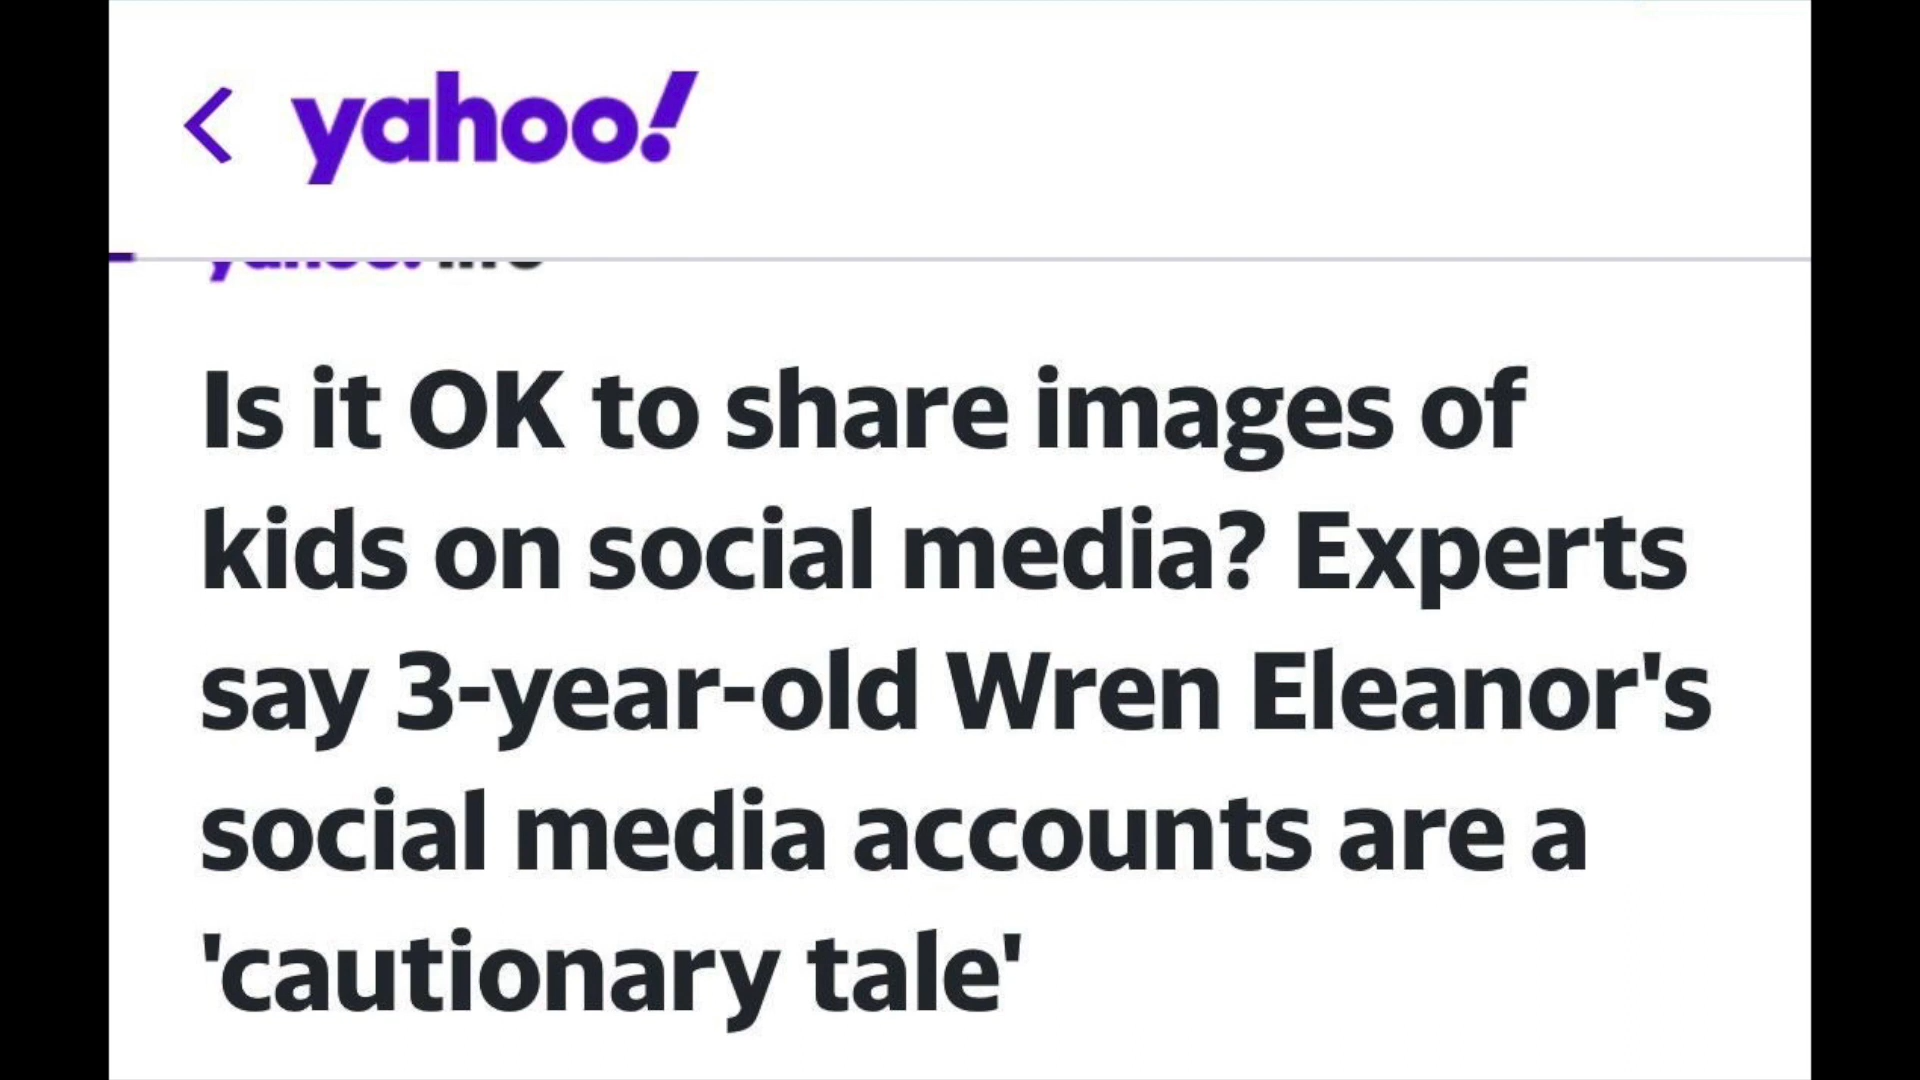 yahoo!
Is it OK to share images of
kids on social media? Experts
say 3-year-old Wren Eleanor's
social media accounts are a
'cautionary tale'